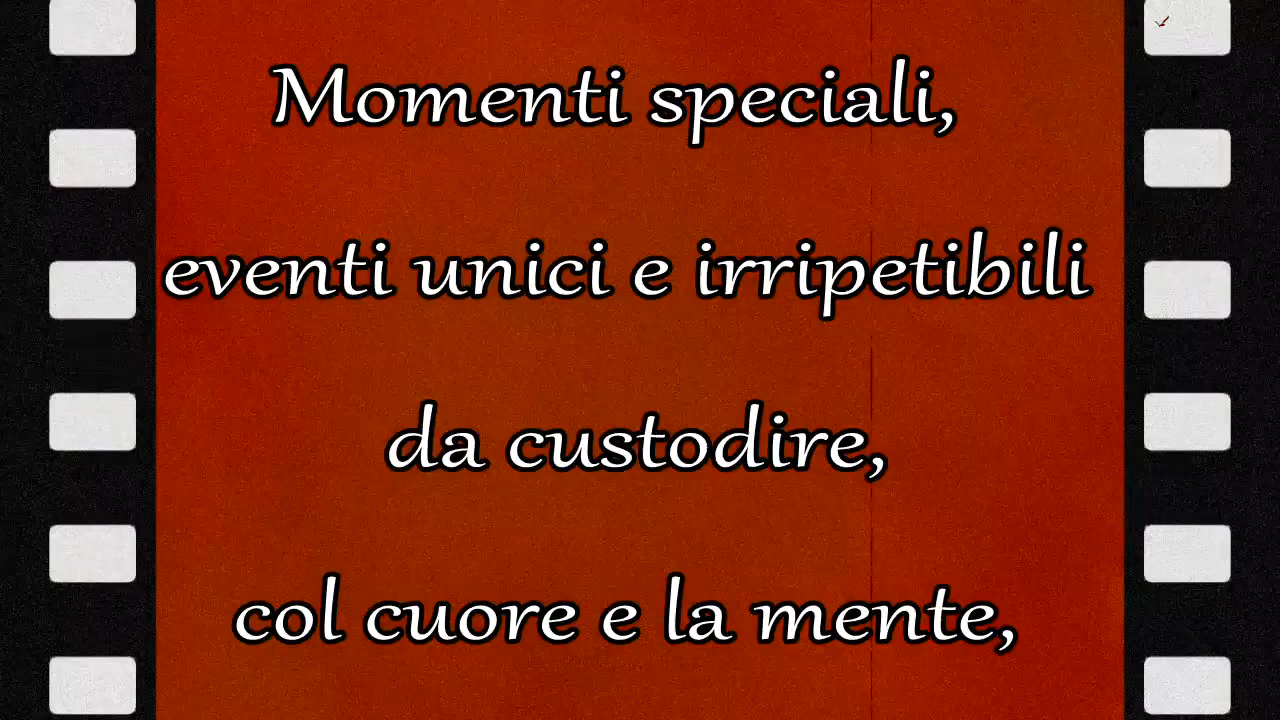 Momenti speciali,
eventi unici e irripetibili
da custodire,
col cuore e la mente,